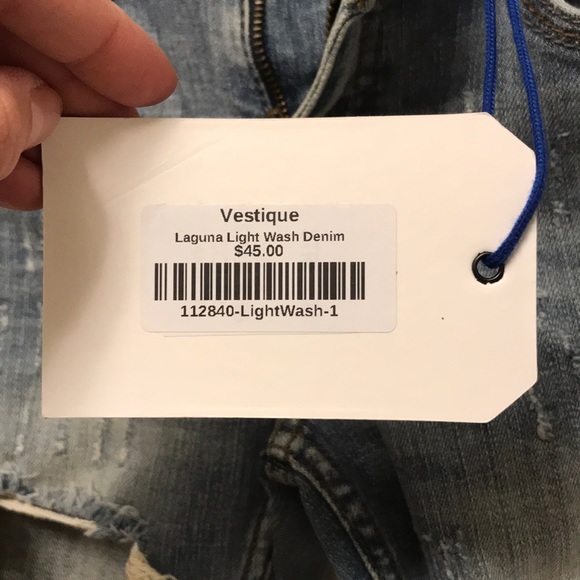 Vestique
Laguna Light Wash Denim
$45.00
112840-LightWash-1